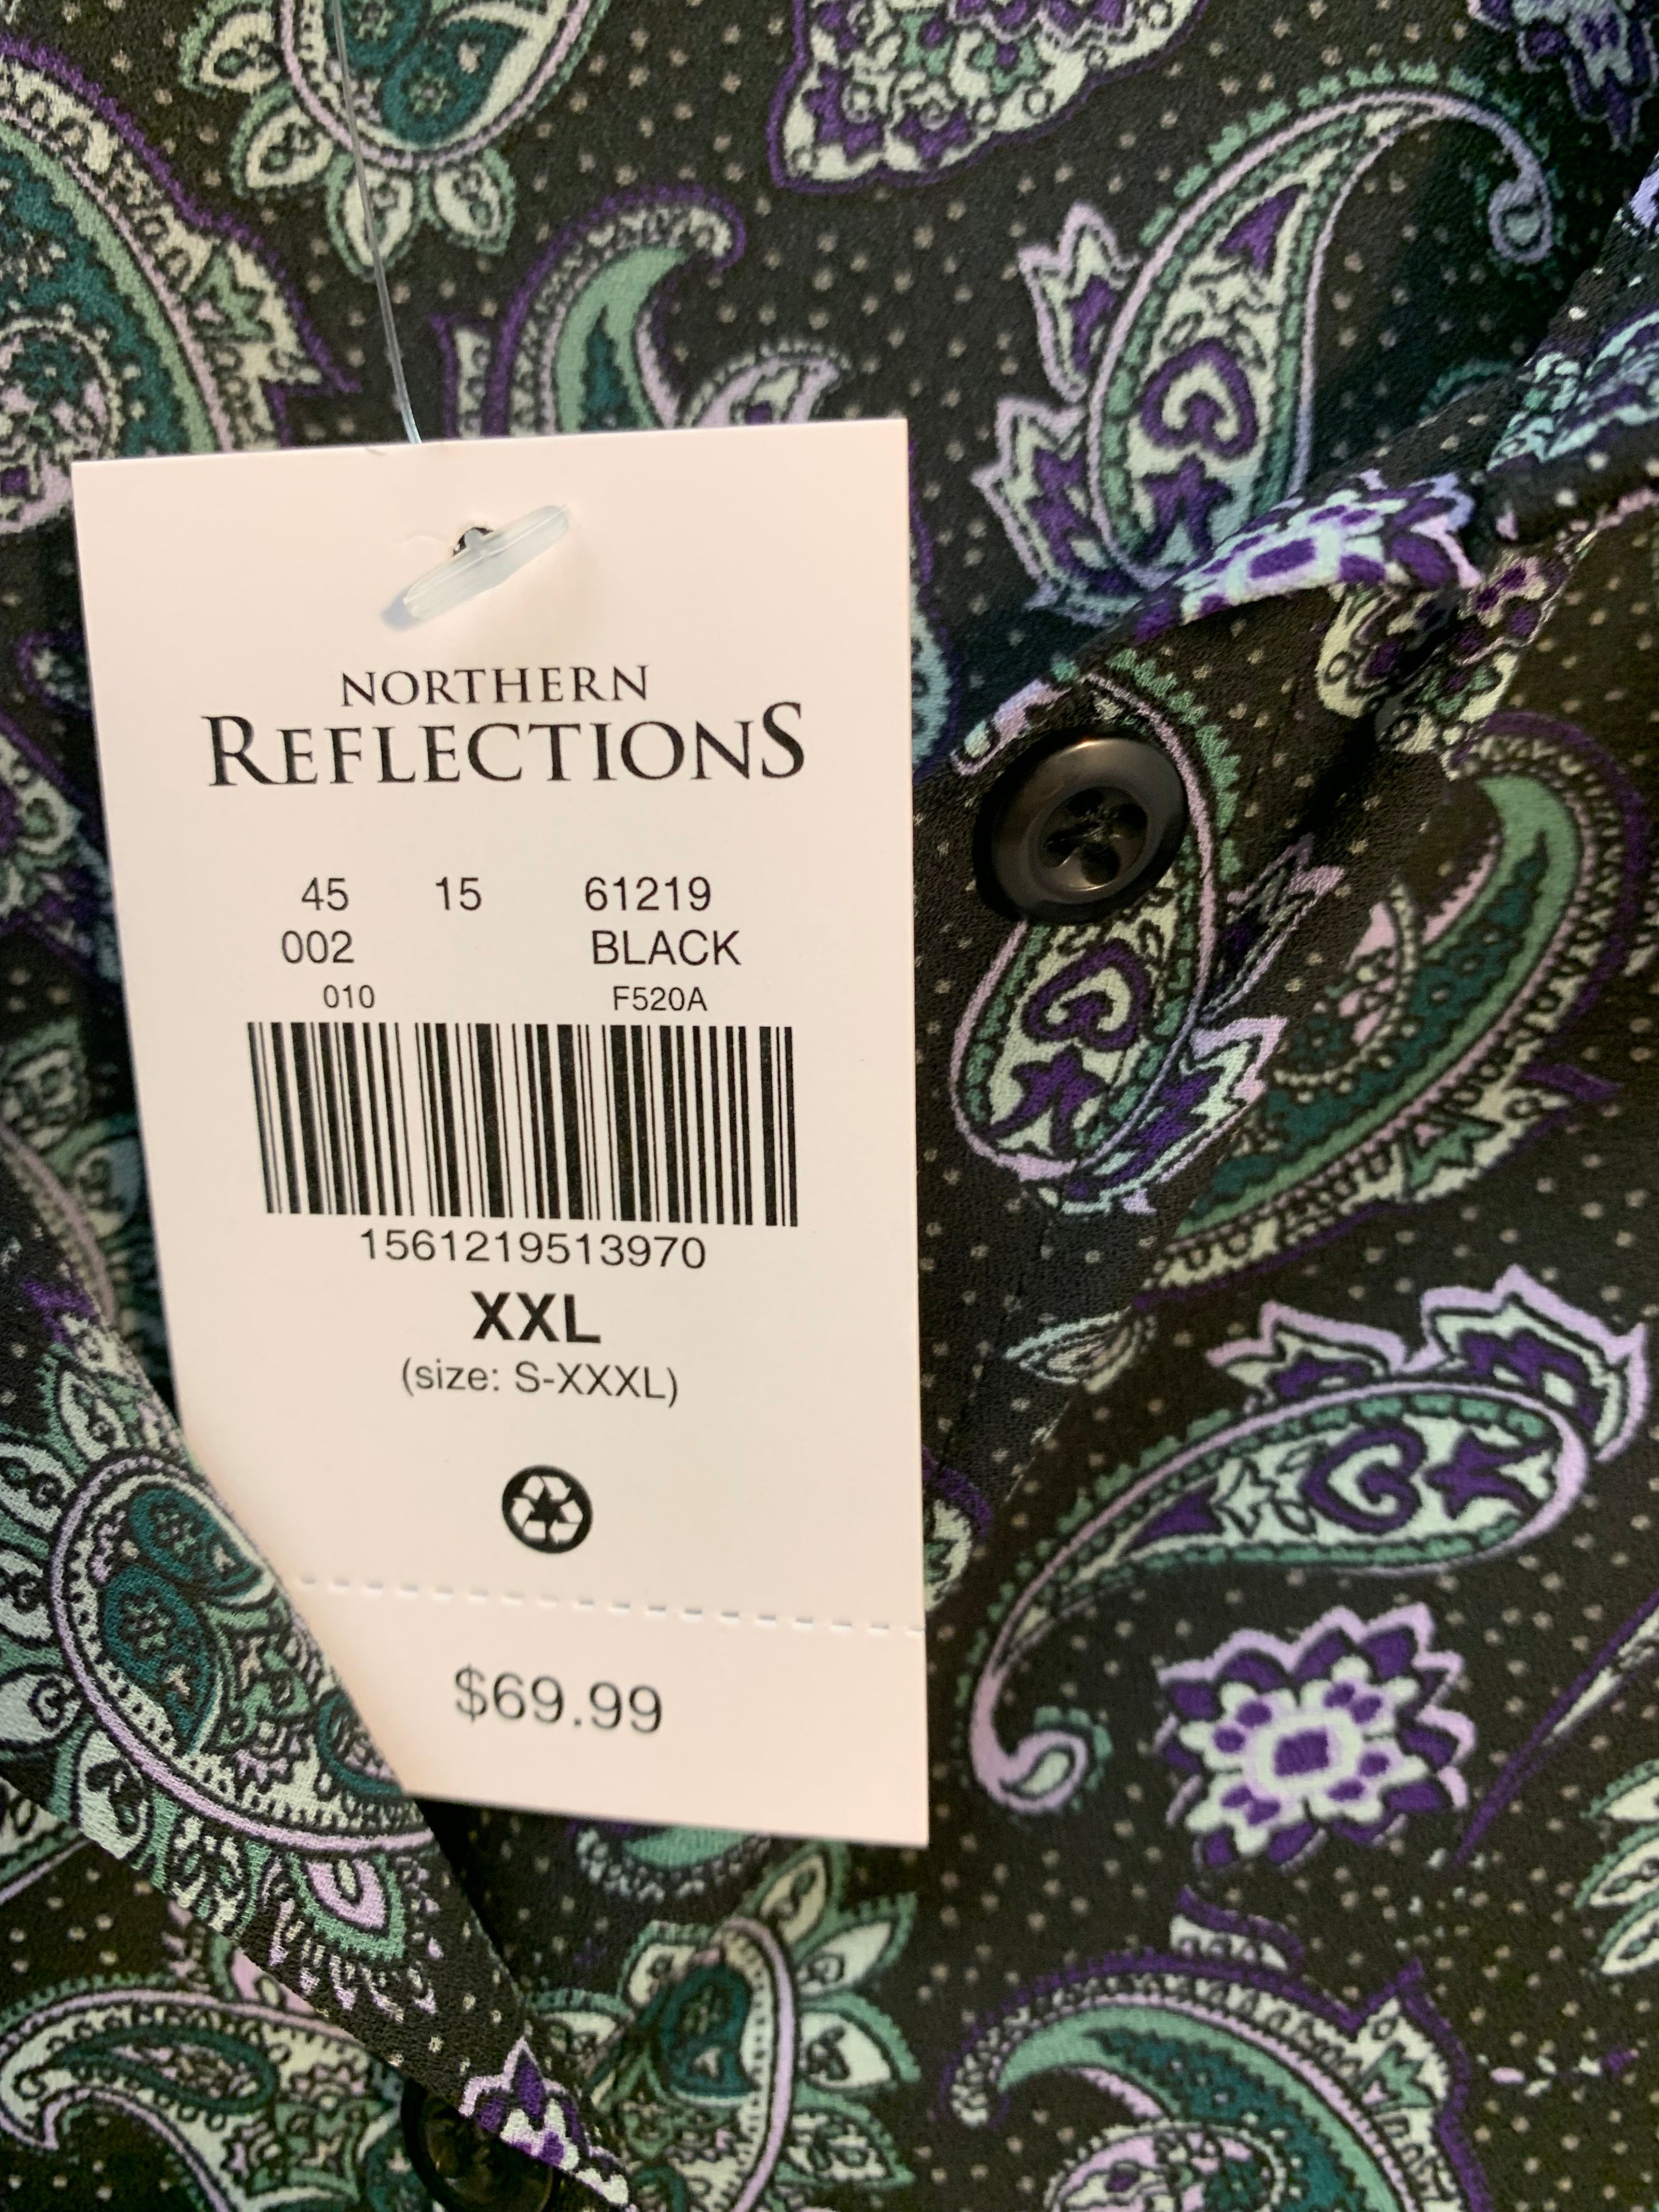 NORTHERN
REFLECTIONS
45 15 61219
002 BLACK
010 F520A
1561219513970
XXL
(size: S-XXXL)
$69.99